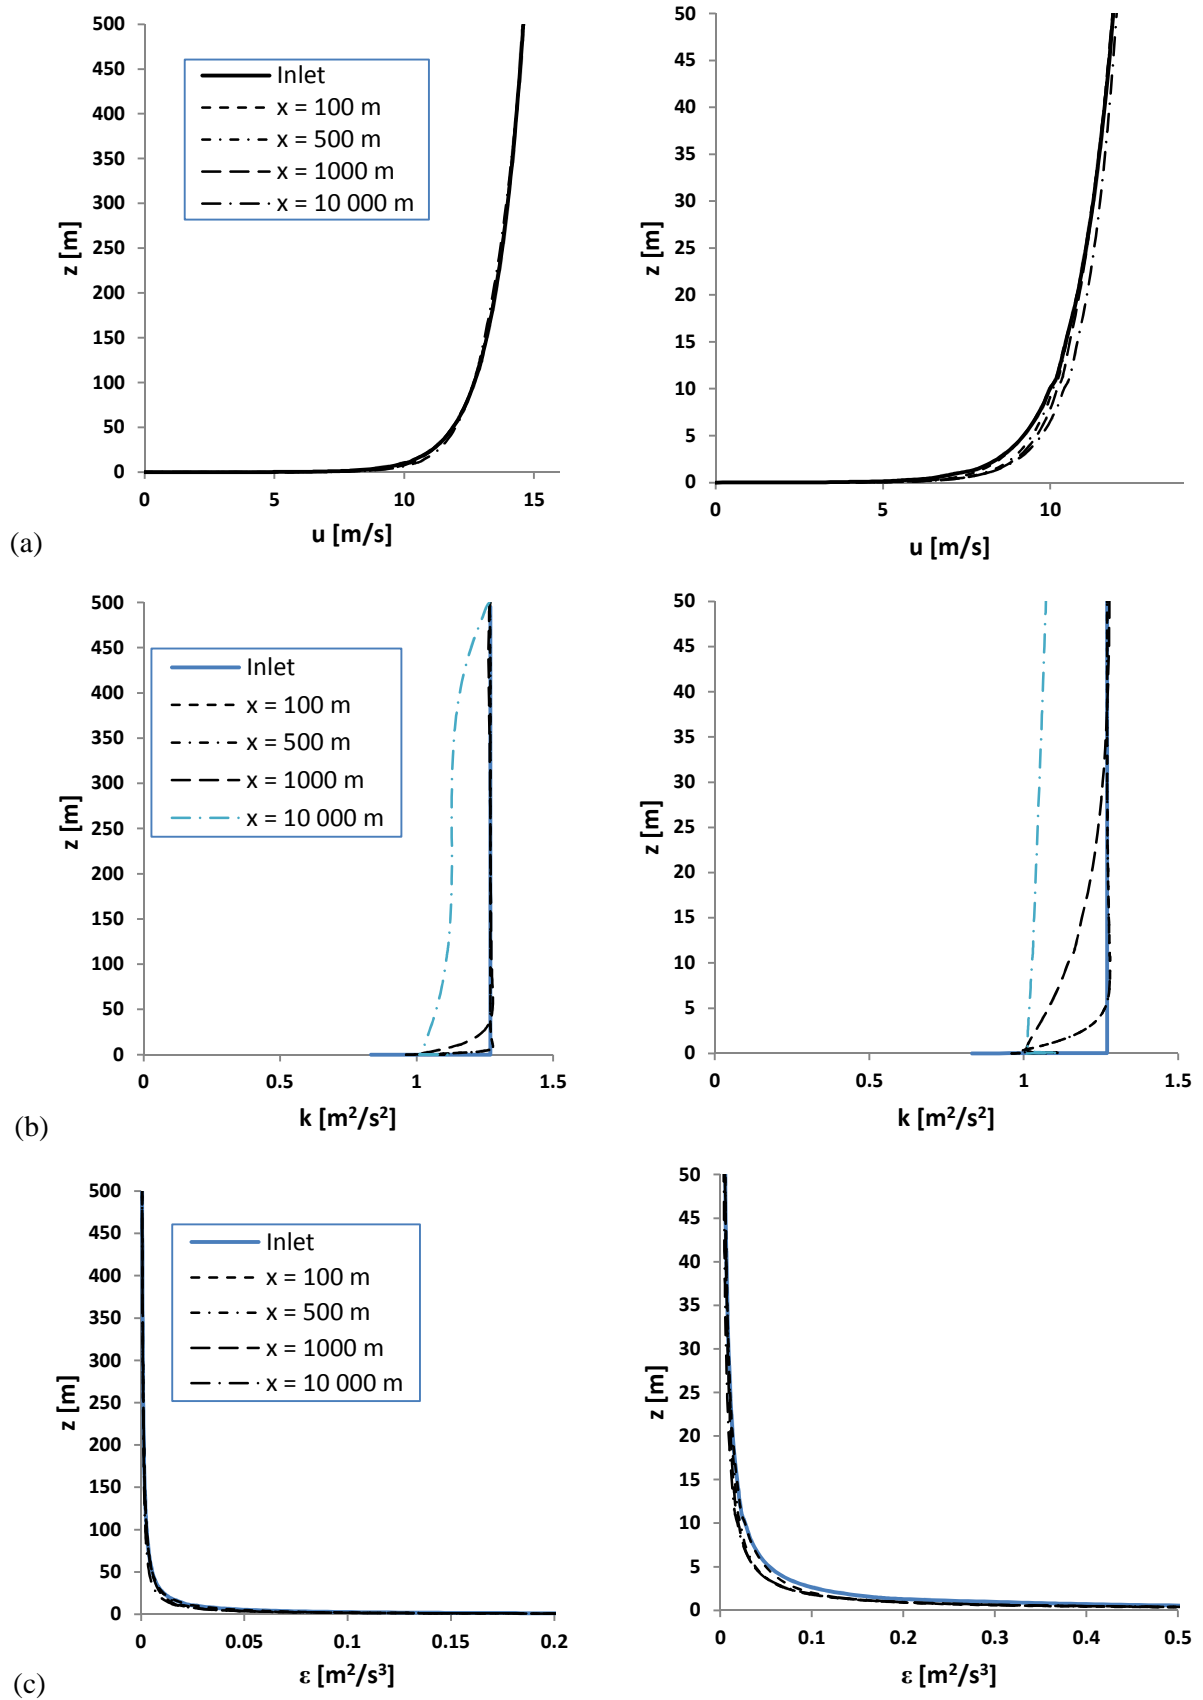 500
450
400
350
300
250
200
150
100
50
0
z [m]
Inlet
x = 100 m
x = 500 m
x = 1000 m
x = 10 000 m
0 5 10 15
u [m/s]
50
45
40
35
30
25
20
15
10
5
0
z [m]
0 5 10
u [m/s]
(a)
500
450
400
350
300
250
200
150
100
50
0
z [m]
Inlet
x = 100 m
x = 500 m
x = 1000 m
x = 10 000 m
0 0.5 1 1.5
k [m²/s²]
50
45
40
35
30
25
20
15
10
5
0
z [m]
0 0.5 1 1.5
k [m²/s²]
(b)
500
450
400
350
300
250
200
150
100
50
0
z [m]
Inlet
x = 100 m
x = 500 m
x = 1000 m
x = 10 000 m
0 0.05 0.1 0.15 0.2
ε [m²/s³]
50
45
40
35
30
25
20
15
10
5
0
z [m]
0 0.1 0.2 0.3 0.4 0.5
ε [m²/s³]
(c)